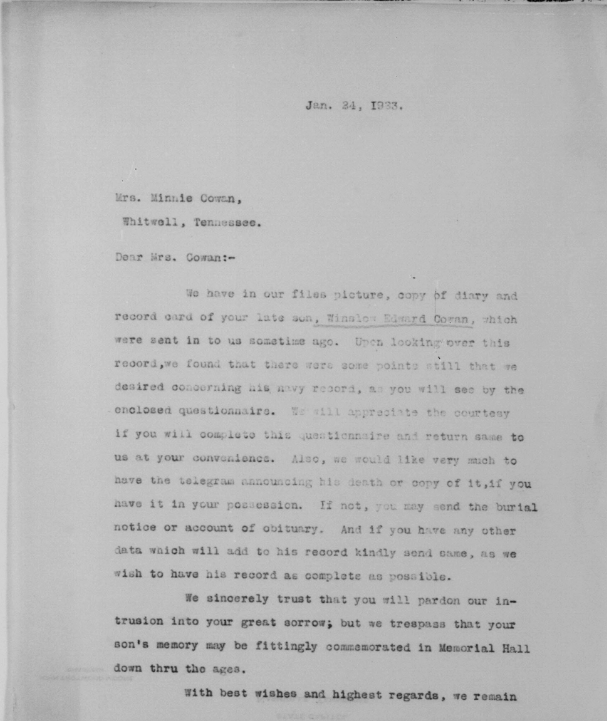 Jan. 24, 1923.
Mrs. Minnie Cowan,
Whitwell, Tennessee.
Dear Mrs. Cowan:-
We have in our files picture, copy of diary and
record card of your late son, Winslow Edward Cowan, which
were sent in to us sometime ago. Upon looking over this
record,we found that there were some points still that we
desired concerning his navy record, as you will see by the
enclosed questionnaire. We will appreciate the courtesy
if you will complete this questionnaire and return same to
us at your convenience. Also, we would like very much to
have the telegram announcing his death or copy of it,if you
have it in your possession. If not, you may send the burial
notice or account of obituary. And if you have any other
data which will add to his record kindly send same, as we
wish to have his record as complete as possible.
We sincerely trust that you will pardon our in-
trusion into your great sorrow; but we trespass that your
son's memory may be fittingly commemorated in Memorial Hall
down thru the ages.
With best wishes and highest regards, we remain